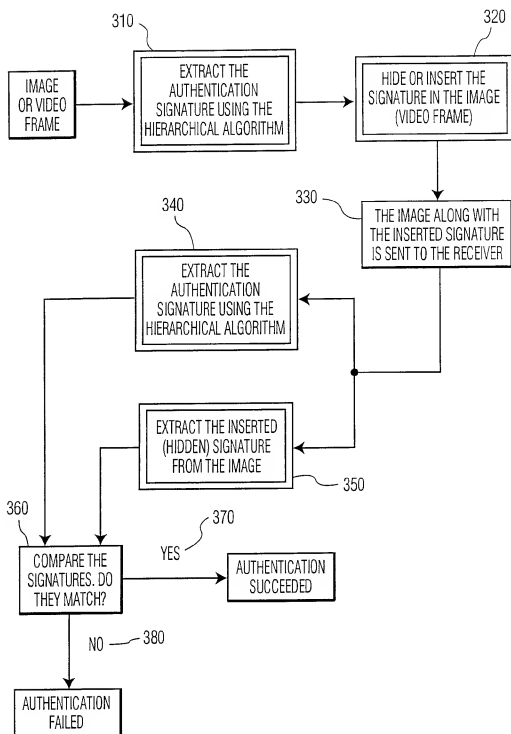 310
320
IMAGE
OR VIDEO
FRAME
EXTRACT THE
AUTHENTICATION
SIGNATURE USING THE
HIERARCHICAL ALGORITHM
HIDE OR INSERT THE
SIGNATURE IN THE IMAGE
(VIDEO FRAME)
330
THE IMAGE ALONG WITH
THE INSERTED SIGNATURE
IS SENT TO THE RECEIVER
340
EXTRACT THE
AUTHENTICATION
SIGNATURE USING THE
HIERARCHICAL ALGORITHM
EXTRACT THE INSERTED
(HIDDEN) SIGNATURE
FROM THE IMAGE
350
360
COMPARE THE
SIGNATURES. DO
THEY MATCH?
370
YES
AUTHENTICATION
SUCCEEDED
NO
380
AUTHENTICATION
FAILED